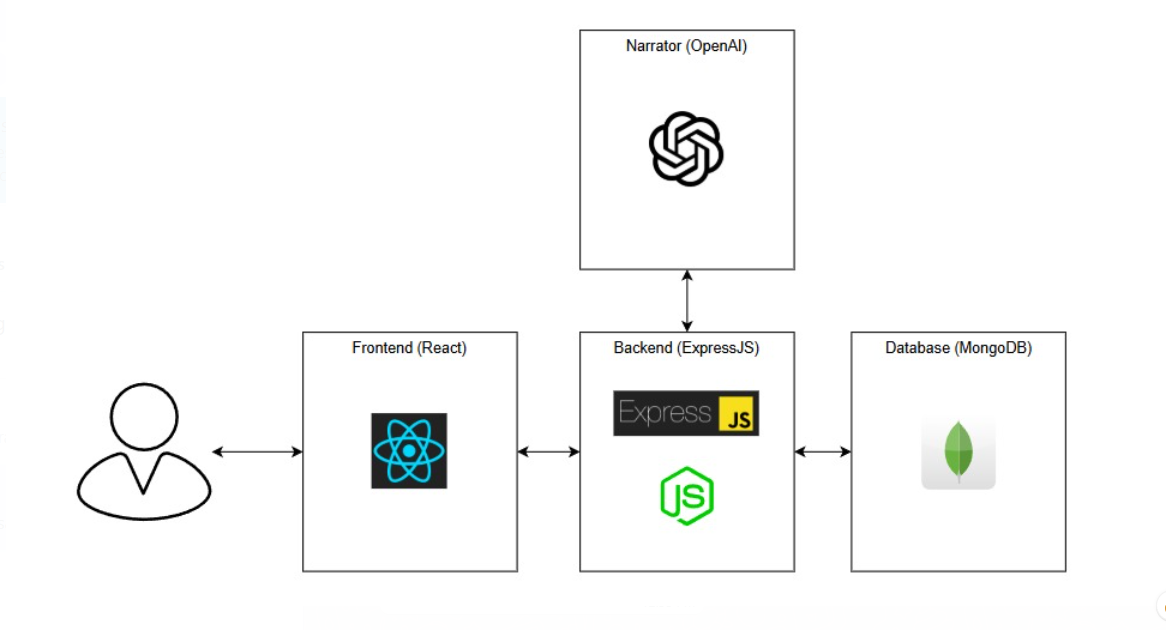 Narrator (OpenAI)
Frontend (React)
Backend (ExpressJS)
Database (MongoDB)
Express JS
JS